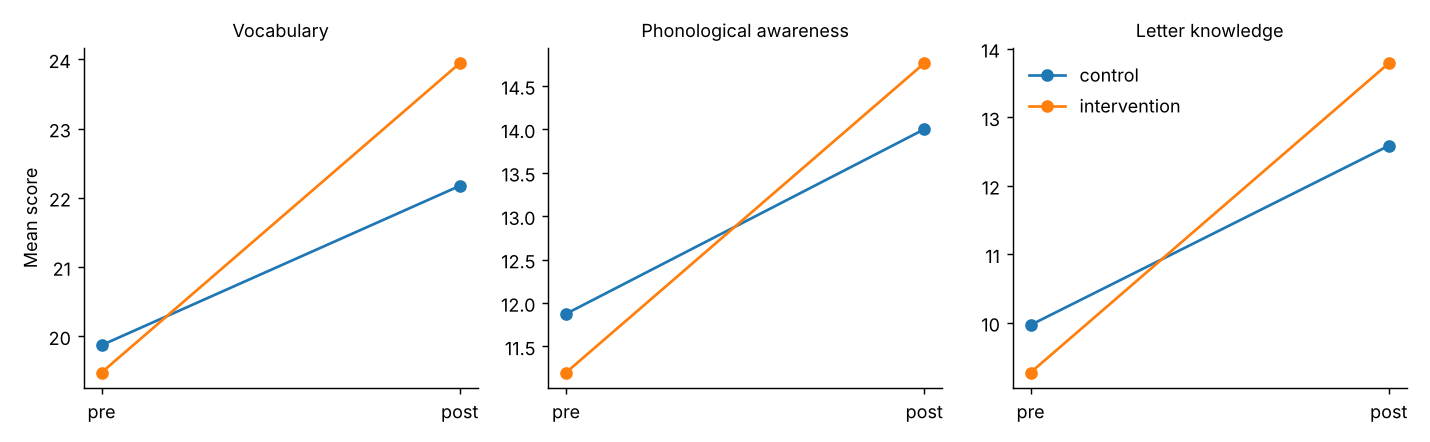 Vocabulary
Mean score
24
23
22
21
20
pre post
Phonological awareness
14.5
14.0
13.5
13.0
12.5
12.0
11.5
pre post
Letter knowledge
14
13
12
11
10
control
intervention
pre post